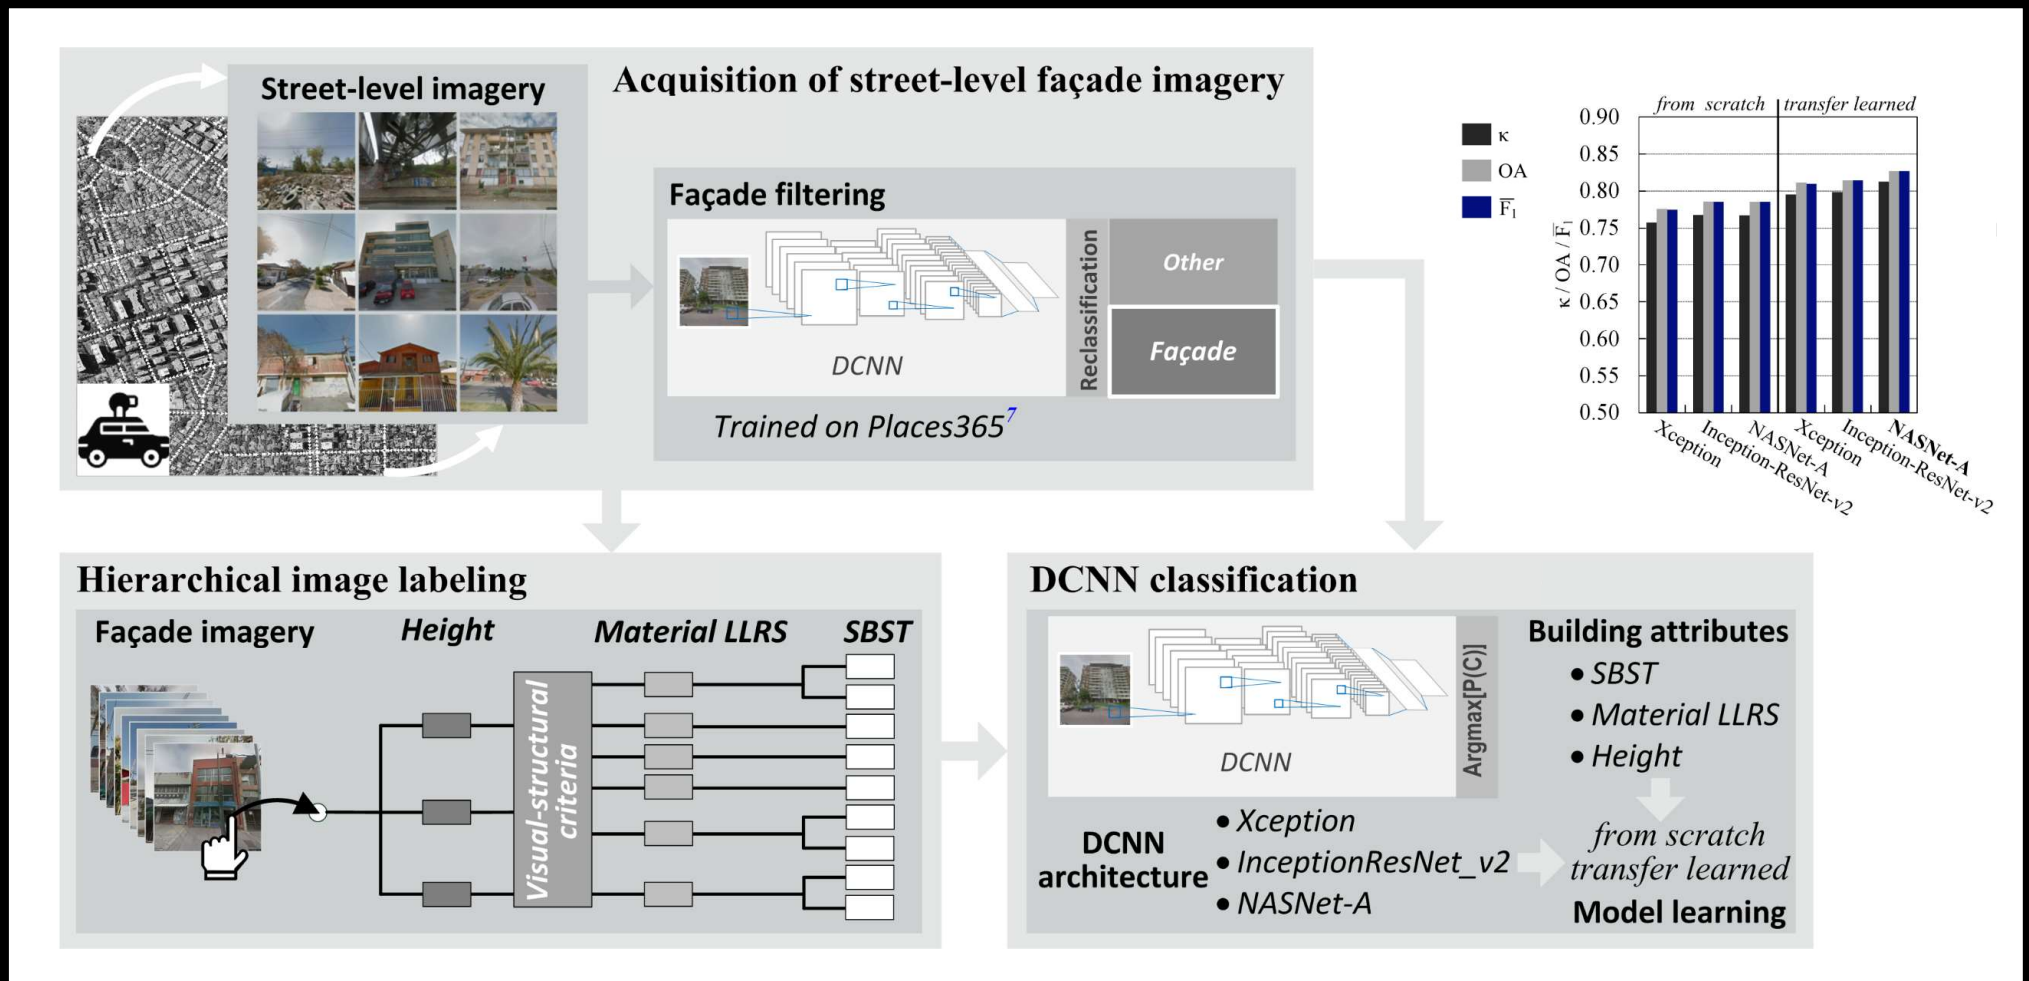 Acquisition of street-level façade imagery
Street-level imagery
Façade filtering
DCNN
Reclassification
Other
Façade
Trained on Places365⁷
from scratch
transfer learned
κ
OA
F̅₁
κ / OA / F̅₁
0.90
0.85
0.80
0.75
0.70
0.65
0.60
0.55
0.50
Xception
Inception-ResNet-v2
NASNet-A
Xception
Inception-ResNet-v2
NASNet-A
Hierarchical image labeling
Façade imagery
Height
Material LLRS
SBST
Visual-structural
criteria
DCNN classification
DCNN
Argmax[P(C)]
Building attributes
• SBST
• Material LLRS
• Height
DCNN
architecture
• Xception
• InceptionResNet_v2
• NASNet-A
from scratch
transfer learned
Model learning